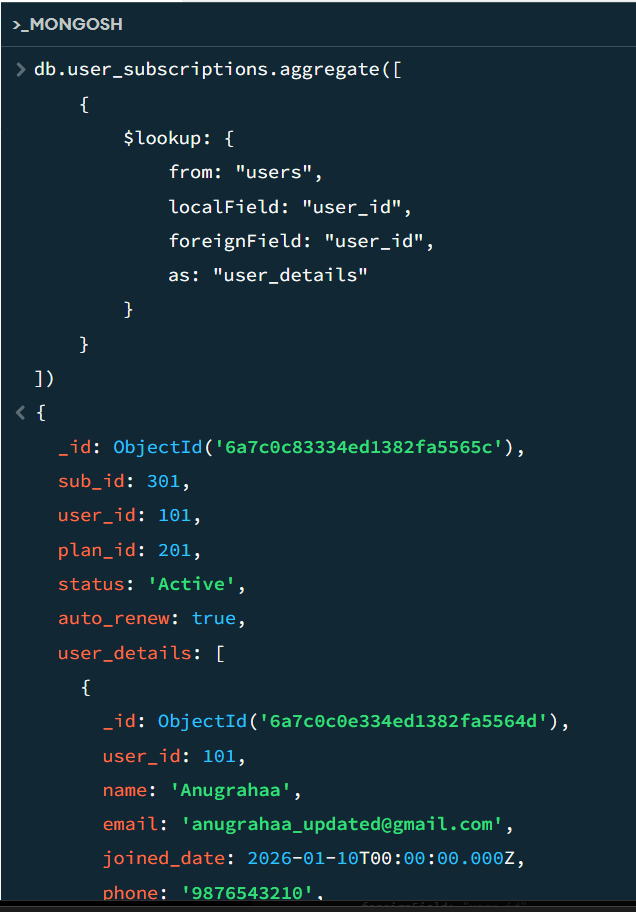 >_MONGOSH
> db.user_subscriptions.aggregate([
{
$lookup: {
from: "users",
localField: "user_id",
foreignField: "user_id",
as: "user_details"
}
}
])
< {
_id: ObjectId('6a7c0c83334ed1382fa5565c'),
sub_id: 301,
user_id: 101,
plan_id: 201,
status: 'Active',
auto_renew: true,
user_details: [
{
_id: ObjectId('6a7c0c0e334ed1382fa5564d'),
user_id: 101,
name: 'Anugrahaa',
email: 'anugrahaa_updated@gmail.com',
joined_date: 2026-01-10T00:00:00.000Z,
phone: '9876543210',